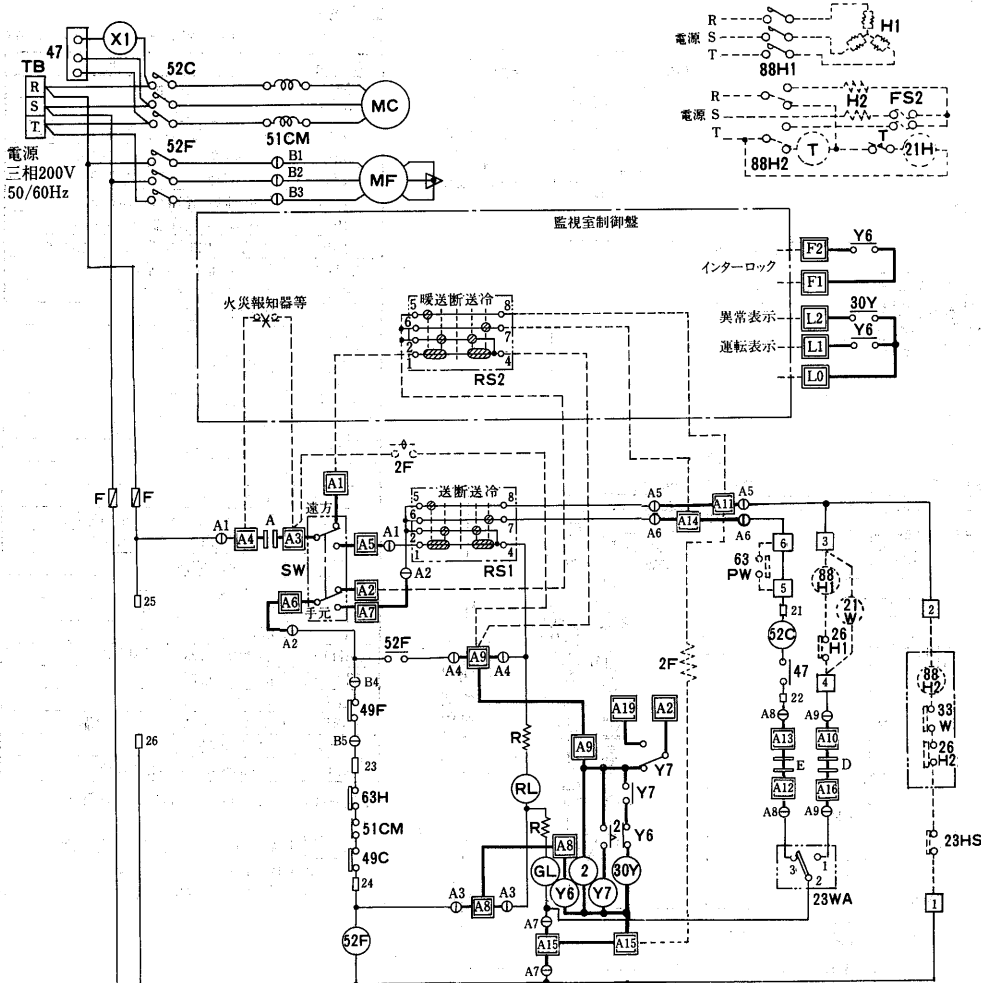 47
X1
TB
R
S
T
52C
MC
51CM
電源
三相200V
50/60Hz
52F
B1
B2
B3
MF
R
電源 S
T
88H1
H1
R
電源 S
T
H2
FS2
88H2
T
T
21H
監視室制御盤
火災報知器等
5 暖送断送冷 8
6
7
2
1
4
RS2
インターロック
異常表示
運転表示
F2
Y6
F1
L2
30Y
L1
Y6
L0
2F
F
F
A1
遠方
A1
A4
A
A3
SW
A5
A1
A2
A7
A6
手元
A2
A2
5 送断送冷 8
6
7
2
1
4
RS1
A5
A11
A5
A6
A14
A6
6
63
PW
5
21
52C
47
22
A8
A13
E
A12
A8
3
88
H1
21
W
26
H1
4
A9
A10
D
A16
A9
3
1
2
23WA
2
88
H2
33
W
26
H2
23HS
1
25
26
52F
A4
A9
A4
B4
49F
B5
23
63H
51CM
49C
24
52F
A3
A8
A3
R
RL
R
GL
A8
Y6
2
Y7
30Y
A9
A19
A2
Y7
Y7
2
Y6
2F
A7
A15
A15
A7